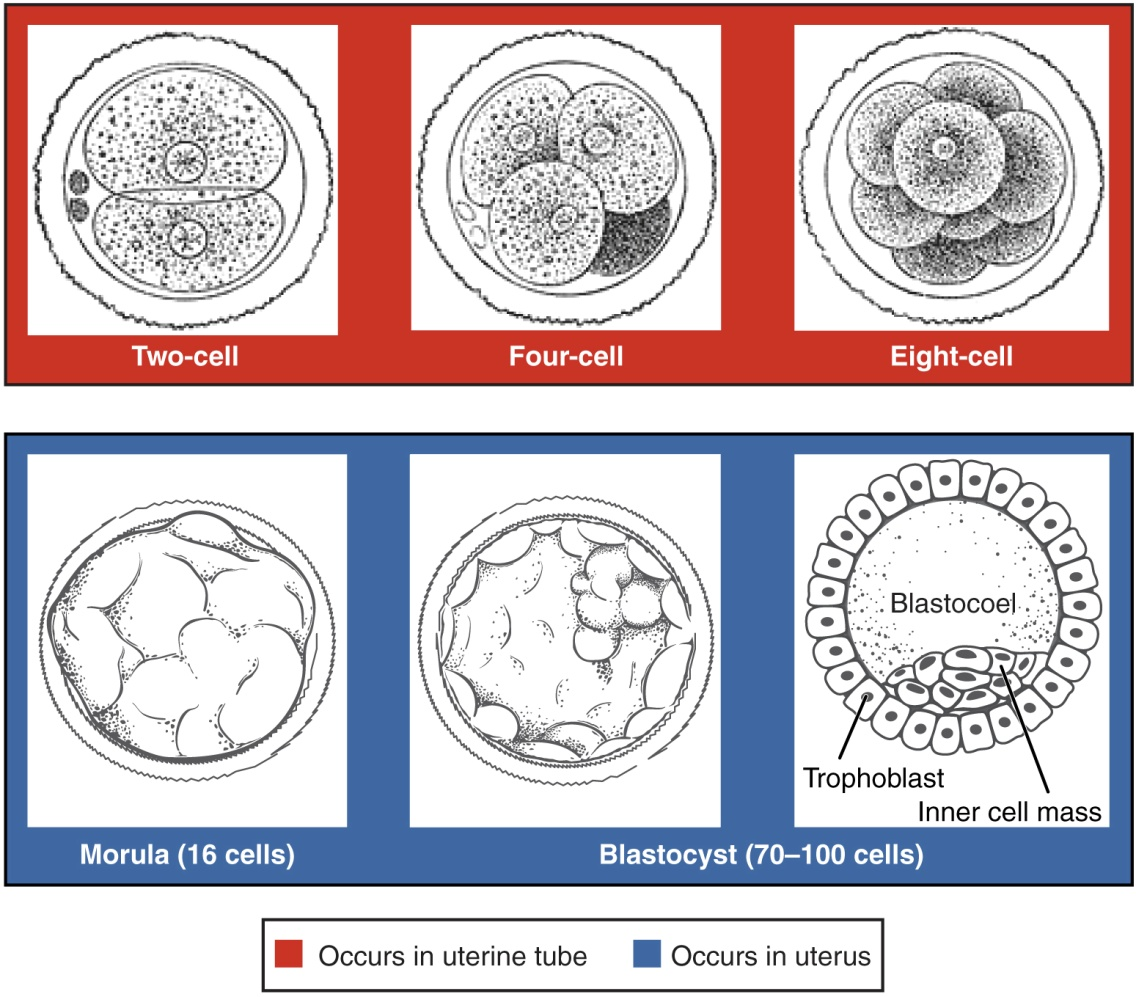 Two-cell
Four-cell
Eight-cell
Blastocoel
Trophoblast
Inner cell mass
Morula (16 cells)
Blastocyst (70–100 cells)
Occurs in uterine tube
Occurs in uterus